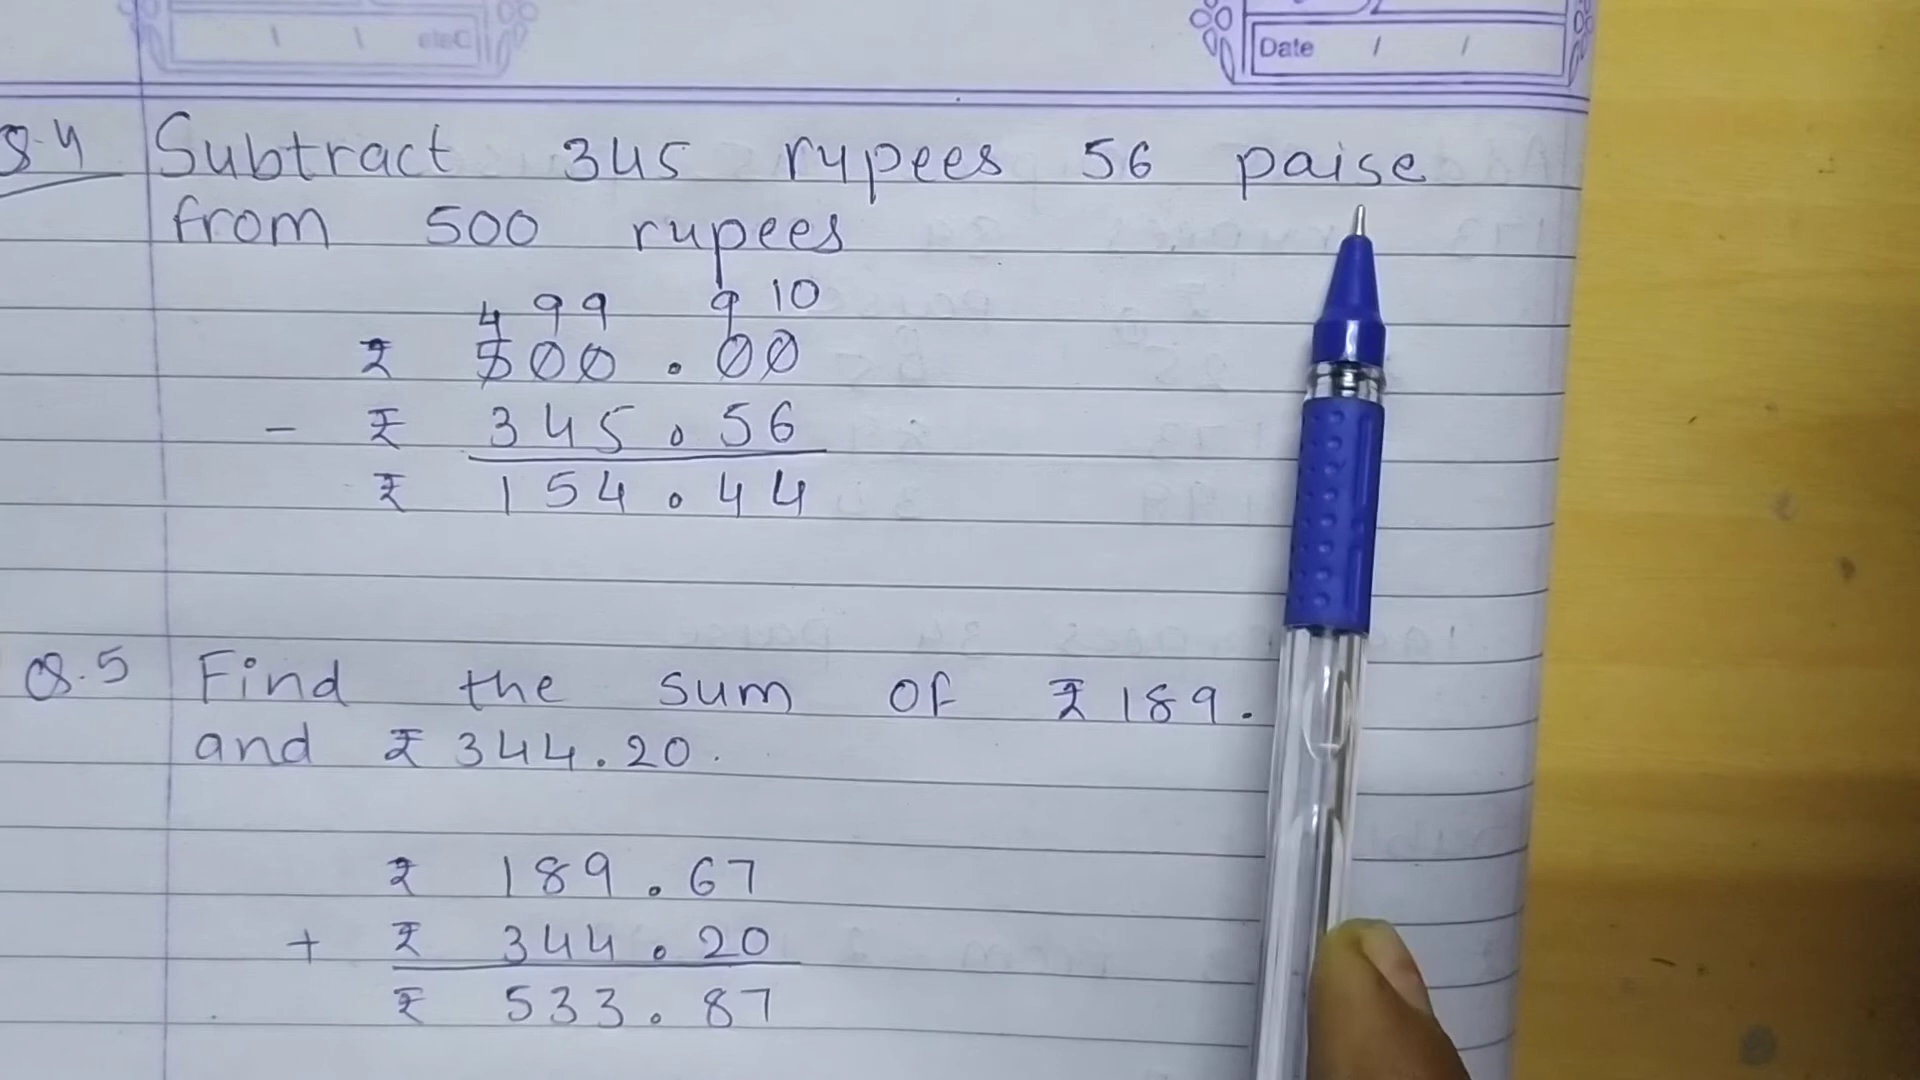 Date / /
Q.4 Subtract 345 rupees 56 paise
from 500 rupees
4 9 9 9 10
₹ 500.00
- ₹ 345.56
₹ 154.44
Q.5 Find the sum of ₹ 189.
and ₹ 344.20.
₹ 189.67
+ ₹ 344.20
₹ 533.87